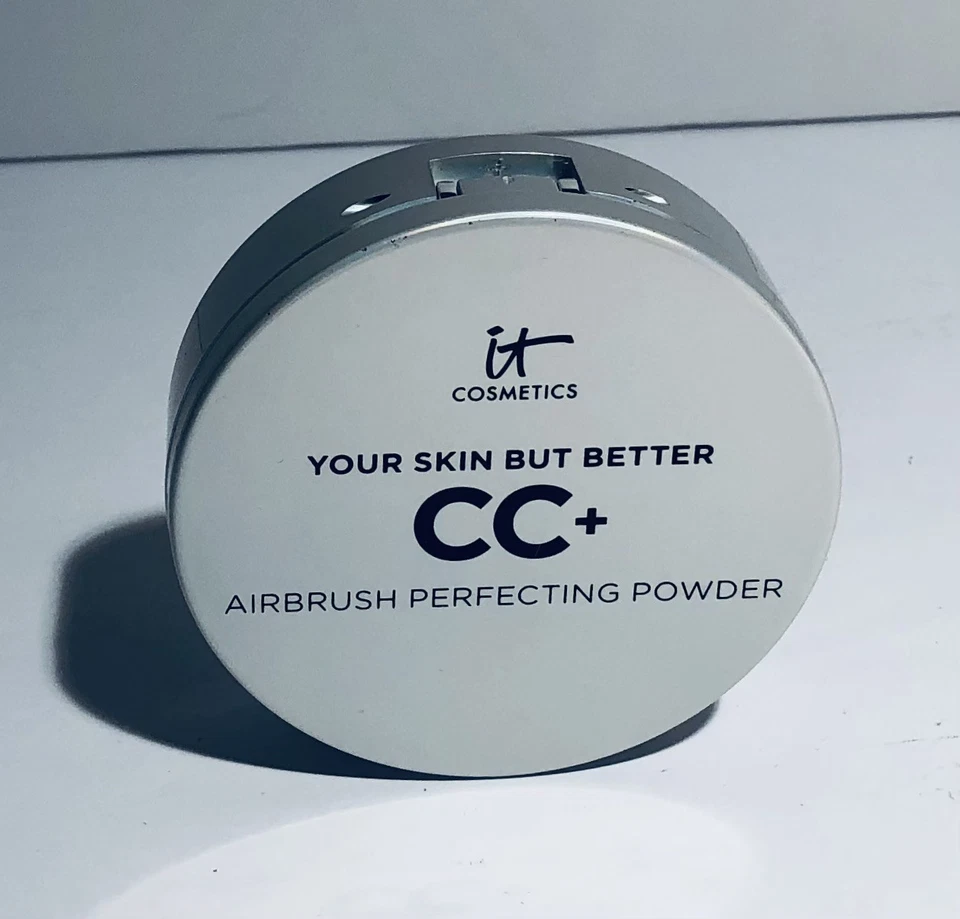 it
COSMETICS
YOUR SKIN BUT BETTER
CC+
AIRBRUSH PERFECTING POWDER